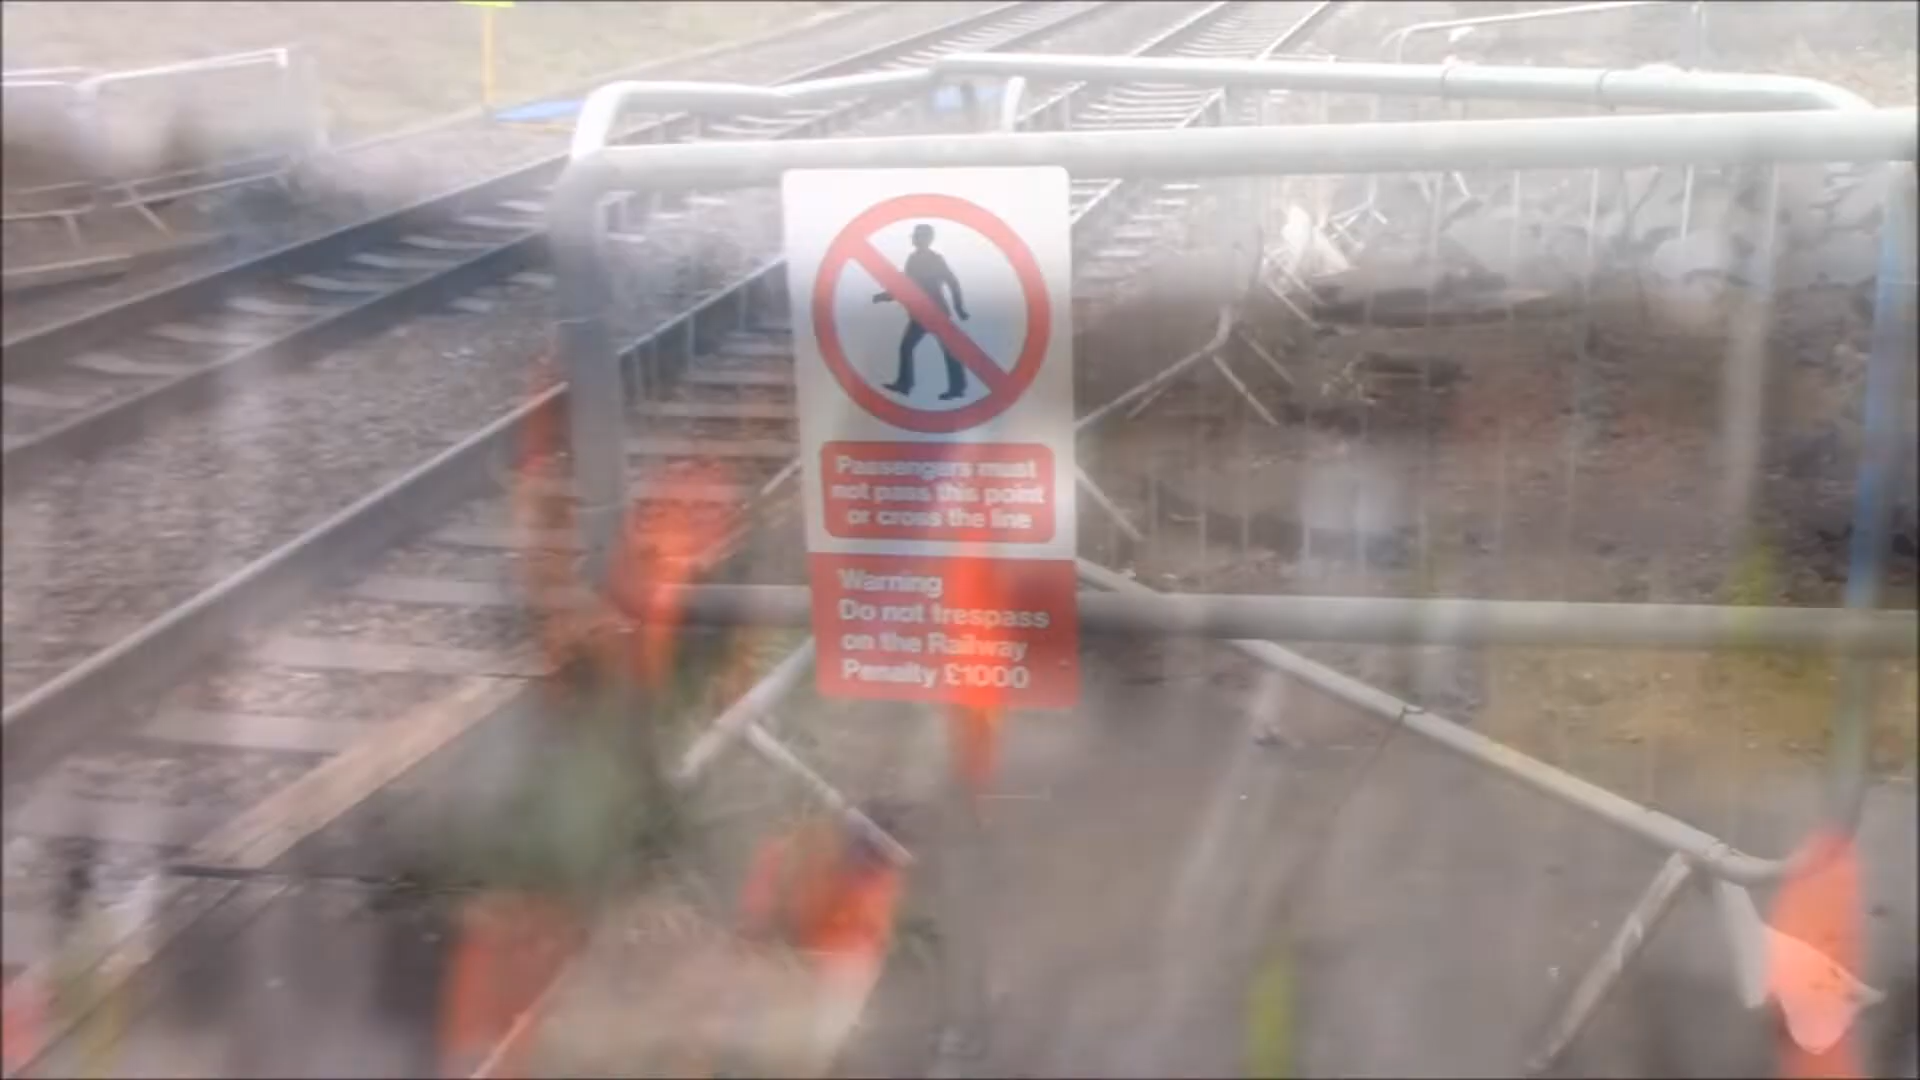 Passengers must
not pass this point
or cross the line
Warning
Do not trespass
on the Railway
Penalty £1000